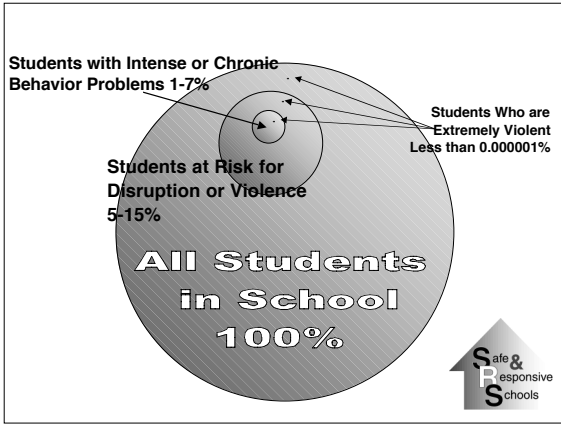 Students with Intense or Chronic
Behavior Problems 1-7%
Students Who are
Extremely Violent
Less than 0.000001%
Students at Risk for
Disruption or Violence
5-15%
All Students
in School
100%
Safe &
Responsive
Schools